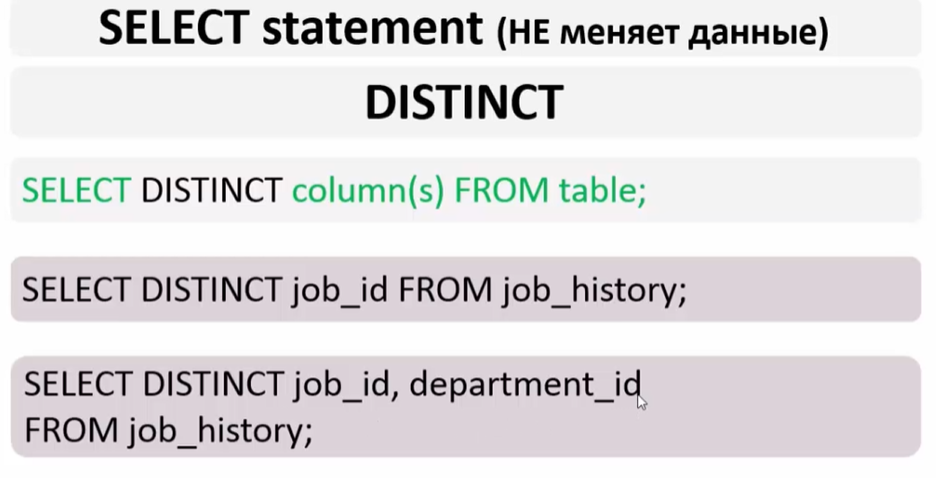 SELECT statement (НЕ меняет данные)
DISTINCT
SELECT DISTINCT column(s) FROM table;
SELECT DISTINCT job_id FROM job_history;
SELECT DISTINCT job_id, department_id
FROM job_history;